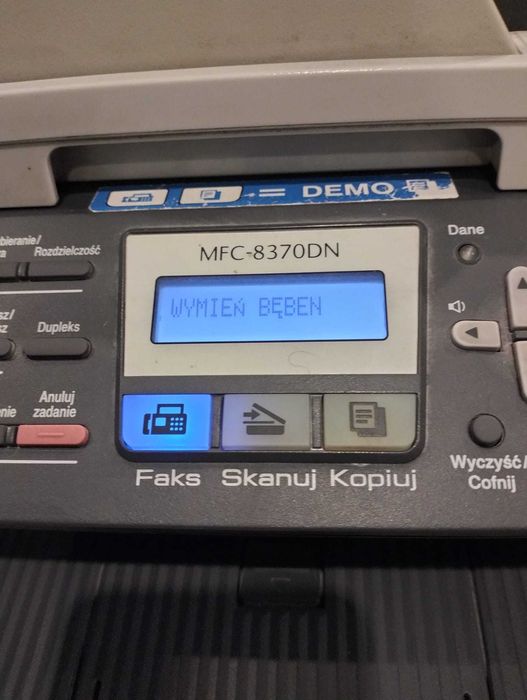 = DEMO
MFC-8370DN
Dane
Rozdzielczość
WYMIEń BĘBEN
Dupleks
Anuluj
zadanie
Faks Skanuj Kopiuj
Wyczyść/
Cofnij